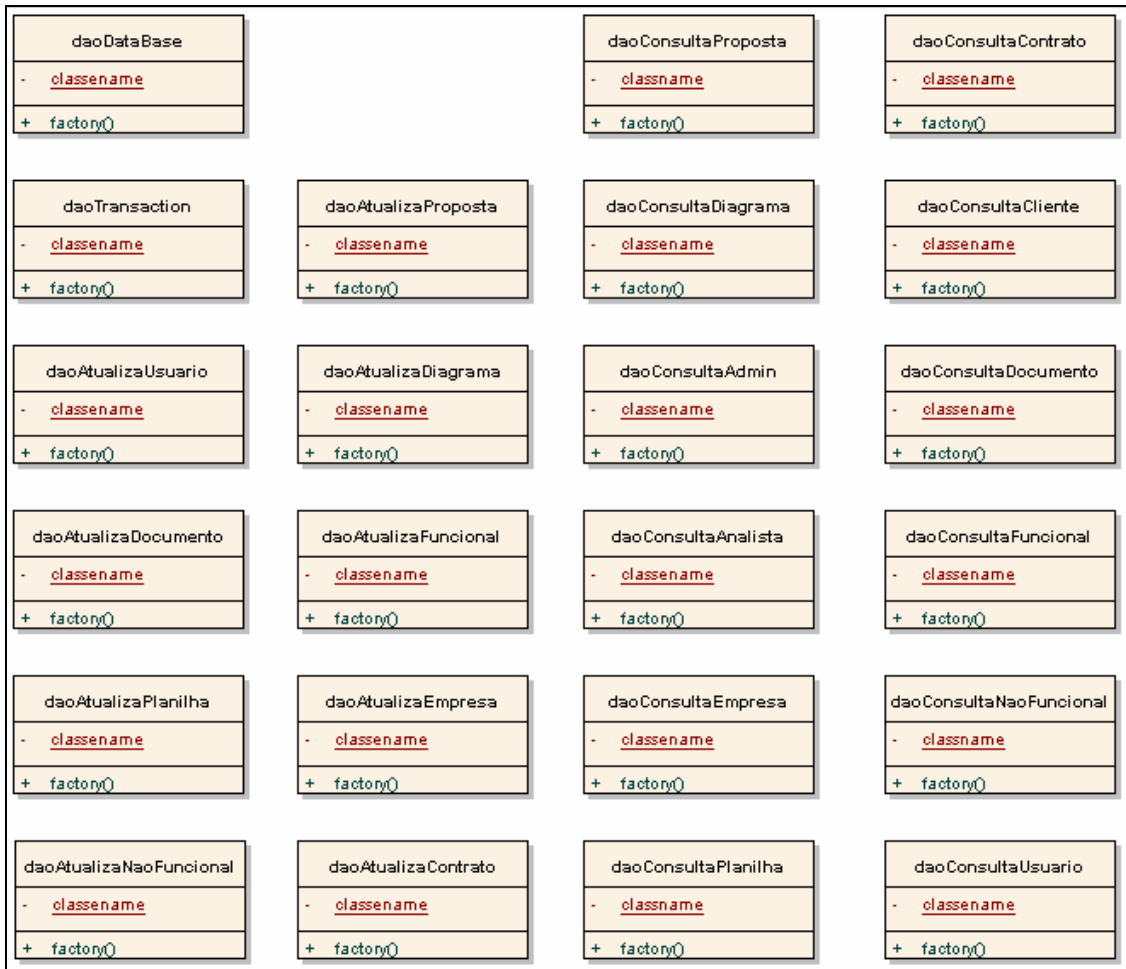 daoDataBase
- classename
+ factory()
daoConsultaProposta
- classname
+ factory()
daoConsultaContrato
- classename
+ factory()
daoTransaction
- classename
+ factory()
daoAtualizaProposta
- classename
+ factory()
daoConsultaDiagrama
- classename
+ factory()
daoConsultaCliente
- classename
+ factory()
daoAtualizaUsuario
- classename
+ factory()
daoAtualizaDiagrama
- classename
+ factory()
daoConsultaAdmin
- classename
+ factory()
daoConsultaDocumento
- classename
+ factory()
daoAtualizaDocumento
- classename
+ factory()
daoAtualizaFuncional
- classename
+ factory()
daoConsultaAnalista
- classename
+ factory()
daoConsultaFuncional
- classename
+ factory()
daoAtualizaPlanilha
- classename
+ factory()
daoAtualizaEmpresa
- classename
+ factory()
daoConsultaEmpresa
- classename
+ factory()
daoConsultaNaoFuncional
- classname
+ factory()
daoAtualizaNaoFuncional
- classename
+ factory()
daoAtualizaContrato
- classename
+ factory()
daoConsultaPlanilha
- classname
+ factory()
daoConsultaUsuario
- classename
+ factory()